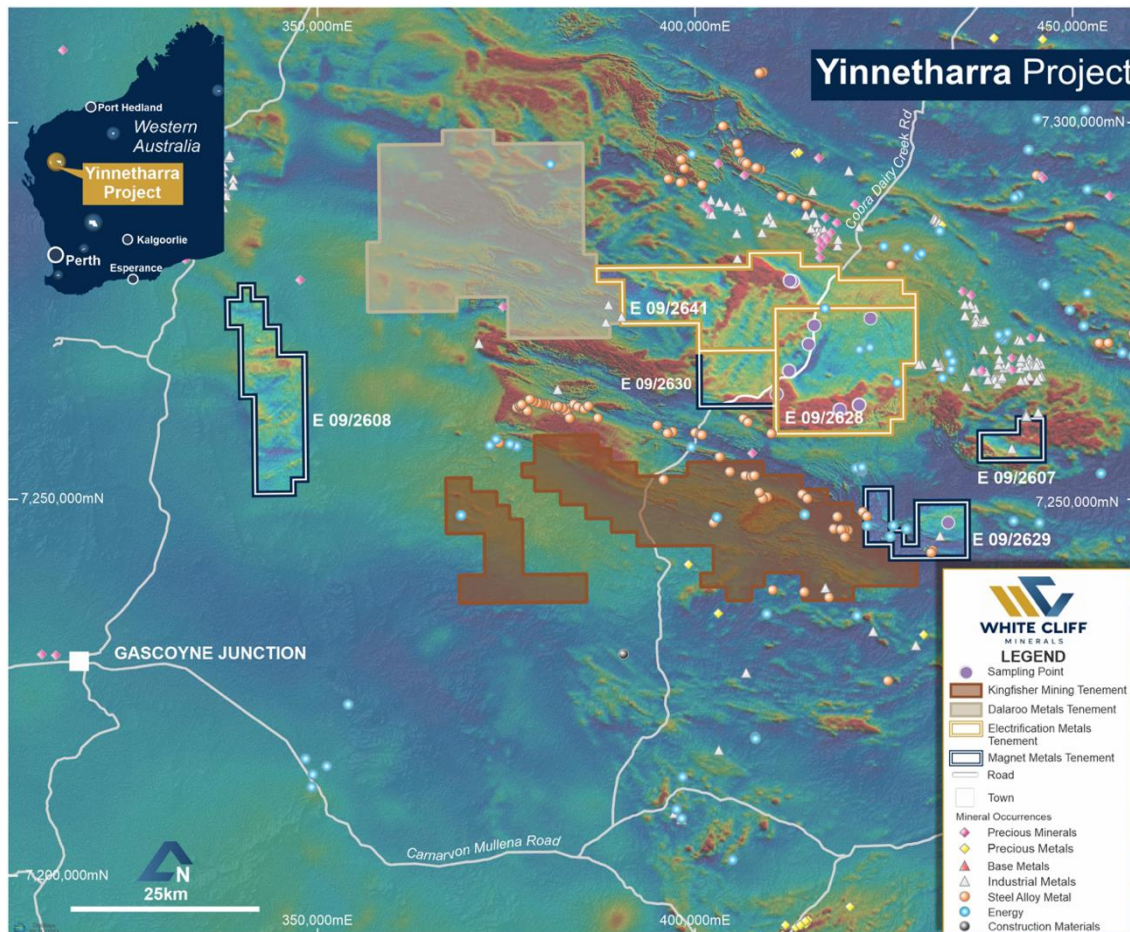 350,000mE
400,000mE
450,000mE
Yinnetharra Project
Port Hedland
Western
Australia
Yinnetharra
Project
Kalgoorlie
Perth
Esperance
7,300,000mN
Cobra Dairy Creek Rd
E 09/2641
E 09/2630
E 09/2608
E 09/2628
E 09/2607
7,250,000mN
7,250,000mN
E 09/2629
GASCOYNE JUNCTION
Carnarvon Mullena Road
N
25km
7,200,000mN
350,000mE
400,000mE
WHITE CLIFF
MINERALS
LEGEND
Sampling Point
Kingfisher Mining Tenement
Dalaroo Metals Tenement
Electrification Metals
Tenement
Magnet Metals Tenement
Road
Town
Mineral Occurrences
Precious Minerals
Precious Metals
Base Metals
Industrial Metals
Steel Alloy Metal
Energy
Construction Materials